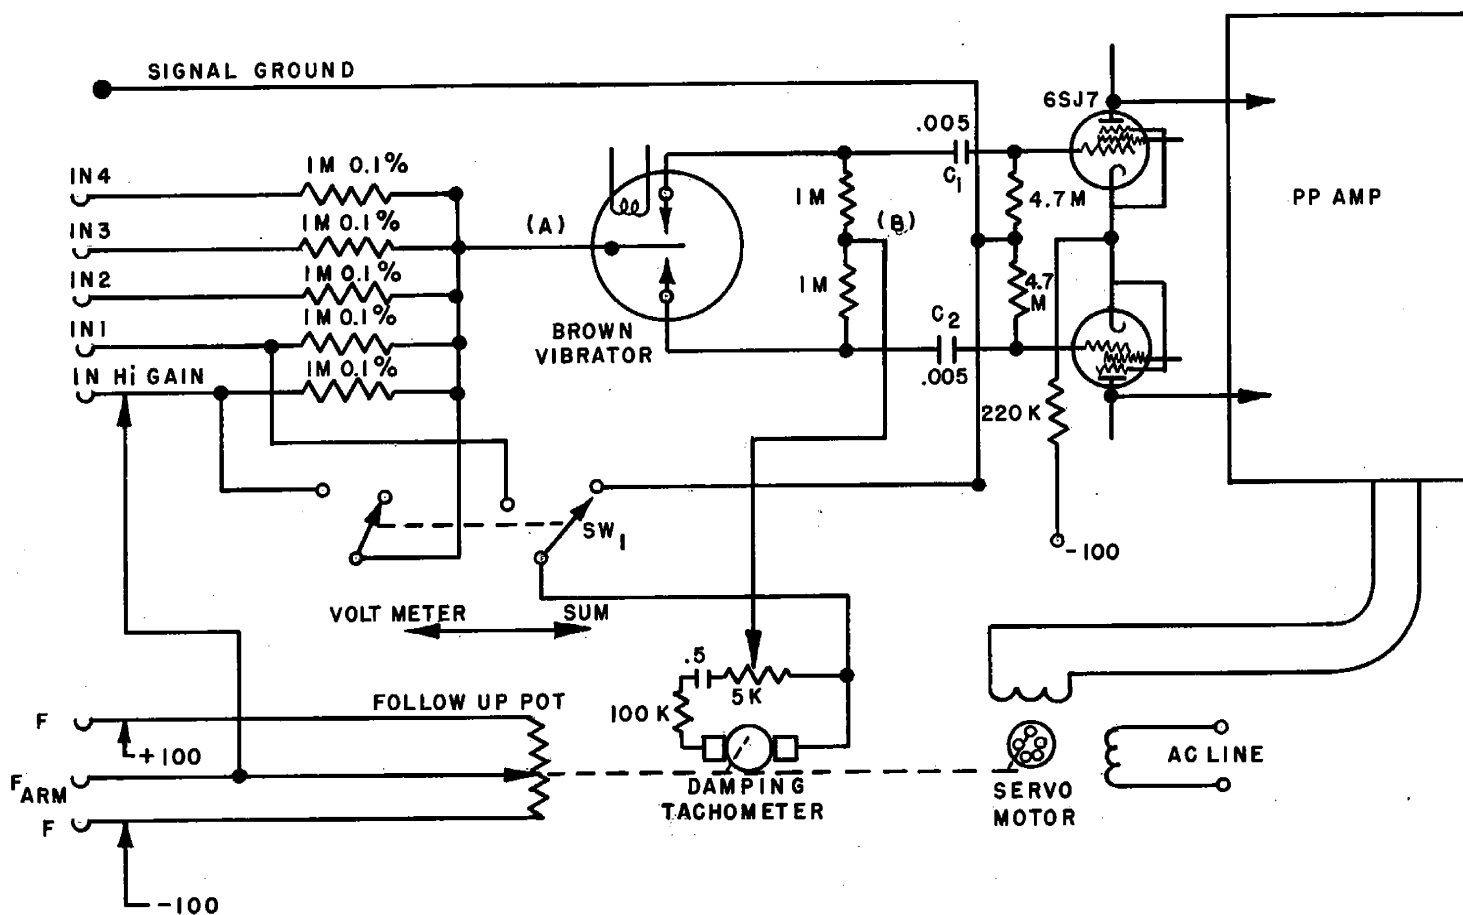 SIGNAL GROUND
6SJ7
.005
C1
PP AMP
IN4
1M 0.1%
IN3
1M 0.1%
(A)
1M
(B)
4.7M
IN2
1M 0.1%
1M
4.7
M
IN1
1M 0.1%
BROWN
VIBRATOR
C2
.005
IN Hi GAIN
1M 0.1%
220K
SW1
-100
VOLT METER
SUM
.5
5K
100K
FOLLOW UP POT
F
+100
FARM
DAMPING
TACHOMETER
SERVO
MOTOR
AC LINE
F
-100